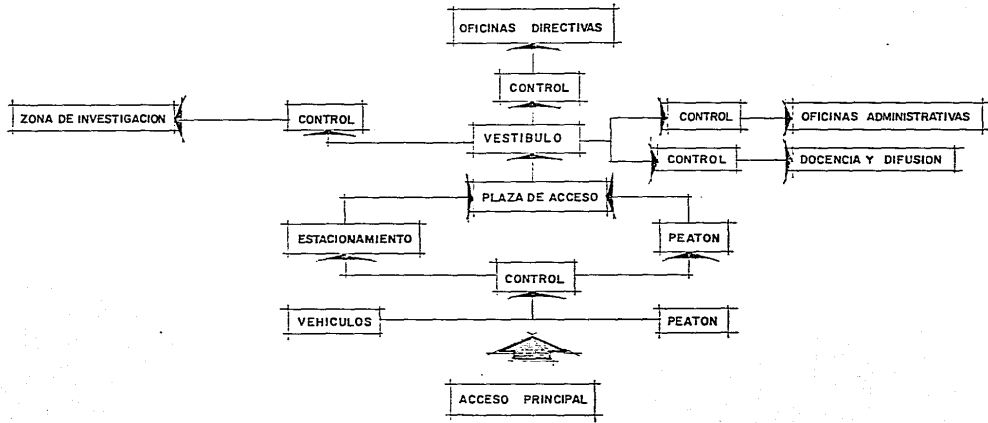 OFICINAS DIRECTIVAS
CONTROL
ZONA DE INVESTIGACION
CONTROL
VESTIBULO
CONTROL
OFICINAS ADMINISTRATIVAS
CONTROL
DOCENCIA Y DIFUSION
PLAZA DE ACCESO
ESTACIONAMIENTO
PEATON
CONTROL
VEHICULOS
PEATON
ACCESO PRINCIPAL